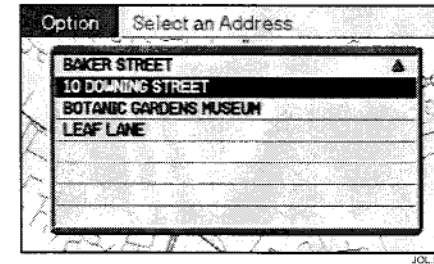 Option Select an Address
BAKER STREET
10 DOWNING STREET
BOTANIC GARDENS MUSEUM
LEAF LANE